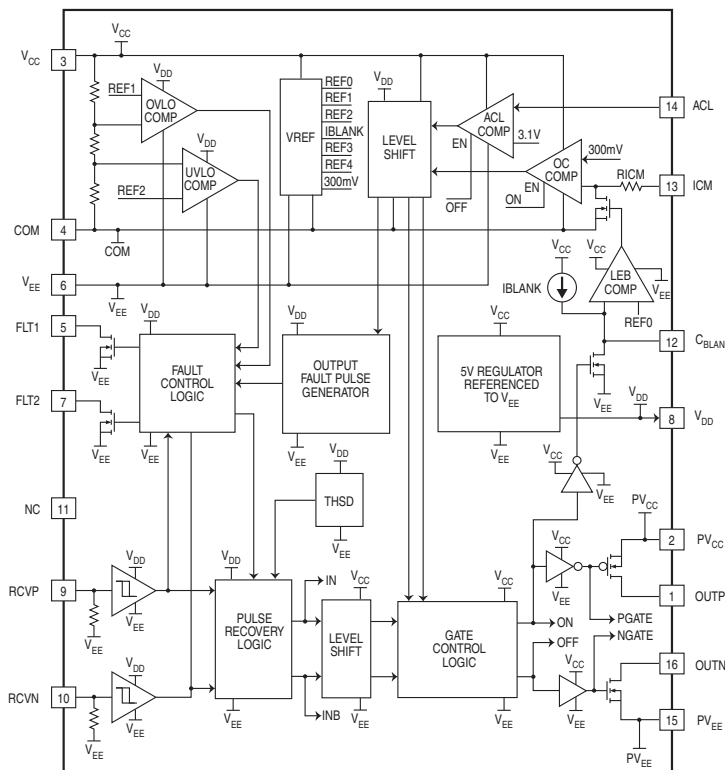 VCC
3
VCC
REF1
VDD
OVLO
COMP
VDD
UVLO
COMP
REF2
VREF
REF0
REF1
REF2
IBLANK
REF3
REF4
300mV
VDD
LEVEL
SHIFT
ACL
COMP
EN
3.1V
OFF
OC
COMP
300mV
EN
ON
RICM
14
ACL
13
ICM
COM
4
COM
VEE
6
VEE
VCC
IBLANK
VCC
LEB
COMP
VEE
REF0
FLT1
5
VEE
VDD
FAULT
CONTROL
LOGIC
VEE
VDD
OUTPUT
FAULT PULSE
GENERATOR
VEE
VCC
5V REGULATOR
REFERENCED
TO VEE
VEE
12
CBLAN
VEE
VDD
8
VDD
FLT2
7
VEE
VDD
THSD
VEE
VCC
VEE
NC
11
PVCC
2
PVCC
RCVP
9
VEE
VDD
VEE
VDD
PULSE
RECOVERY
LOGIC
VEE
IN
INB
VCC
LEVEL
SHIFT
VEE
VCC
GATE
CONTROL
LOGIC
VEE
VCC
VEE
1
OUTP
ON
PGATE
OFF
NGATE
VCC
VEE
16
OUTN
RCVN
10
VEE
VDD
VEE
15
PVEE
PVEE